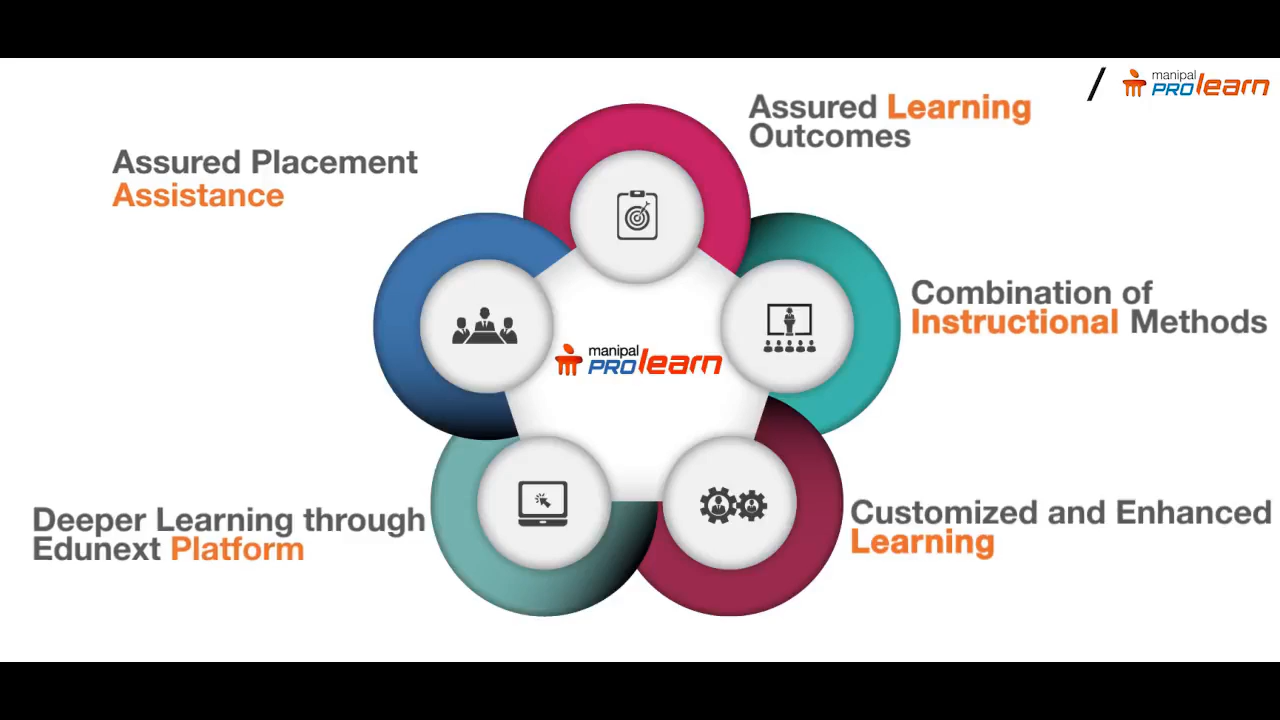 manipal
PROlearn
Assured Learning
Outcomes
Assured Placement
Assistance
Combination of
Instructional Methods
manipal
PROlearn
Deeper Learning through
Edunext Platform
Customized and Enhanced
Learning